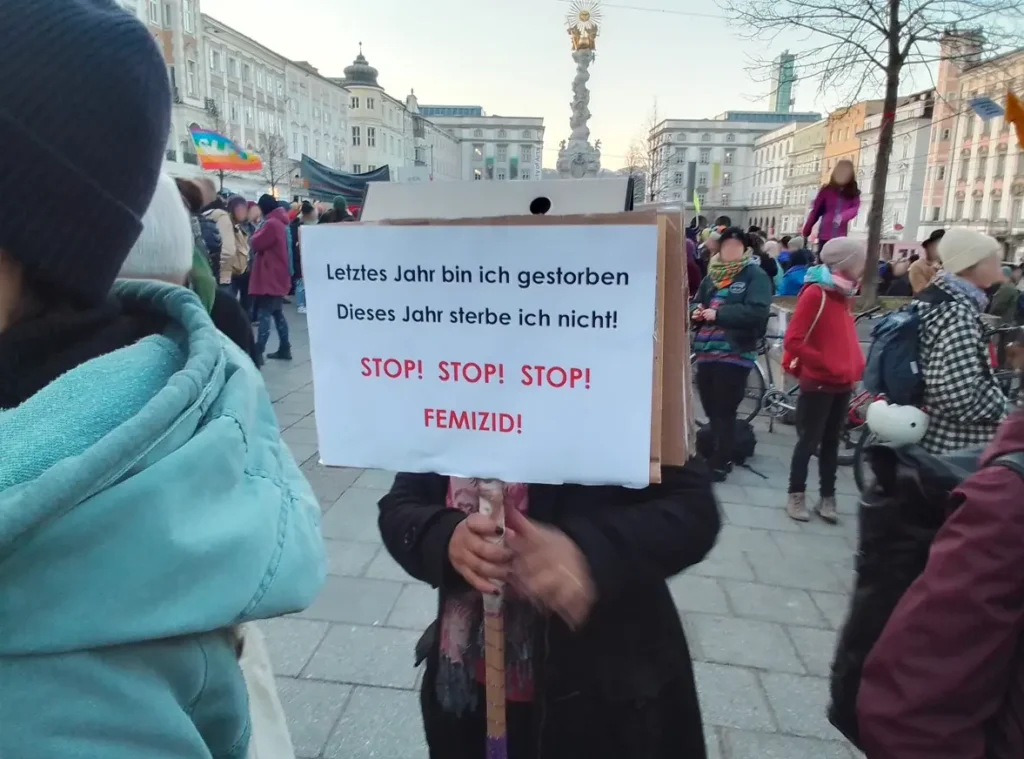 Letztes Jahr bin ich gestorben
Dieses Jahr sterbe ich nicht!
STOP! STOP! STOP!
FEMIZID!